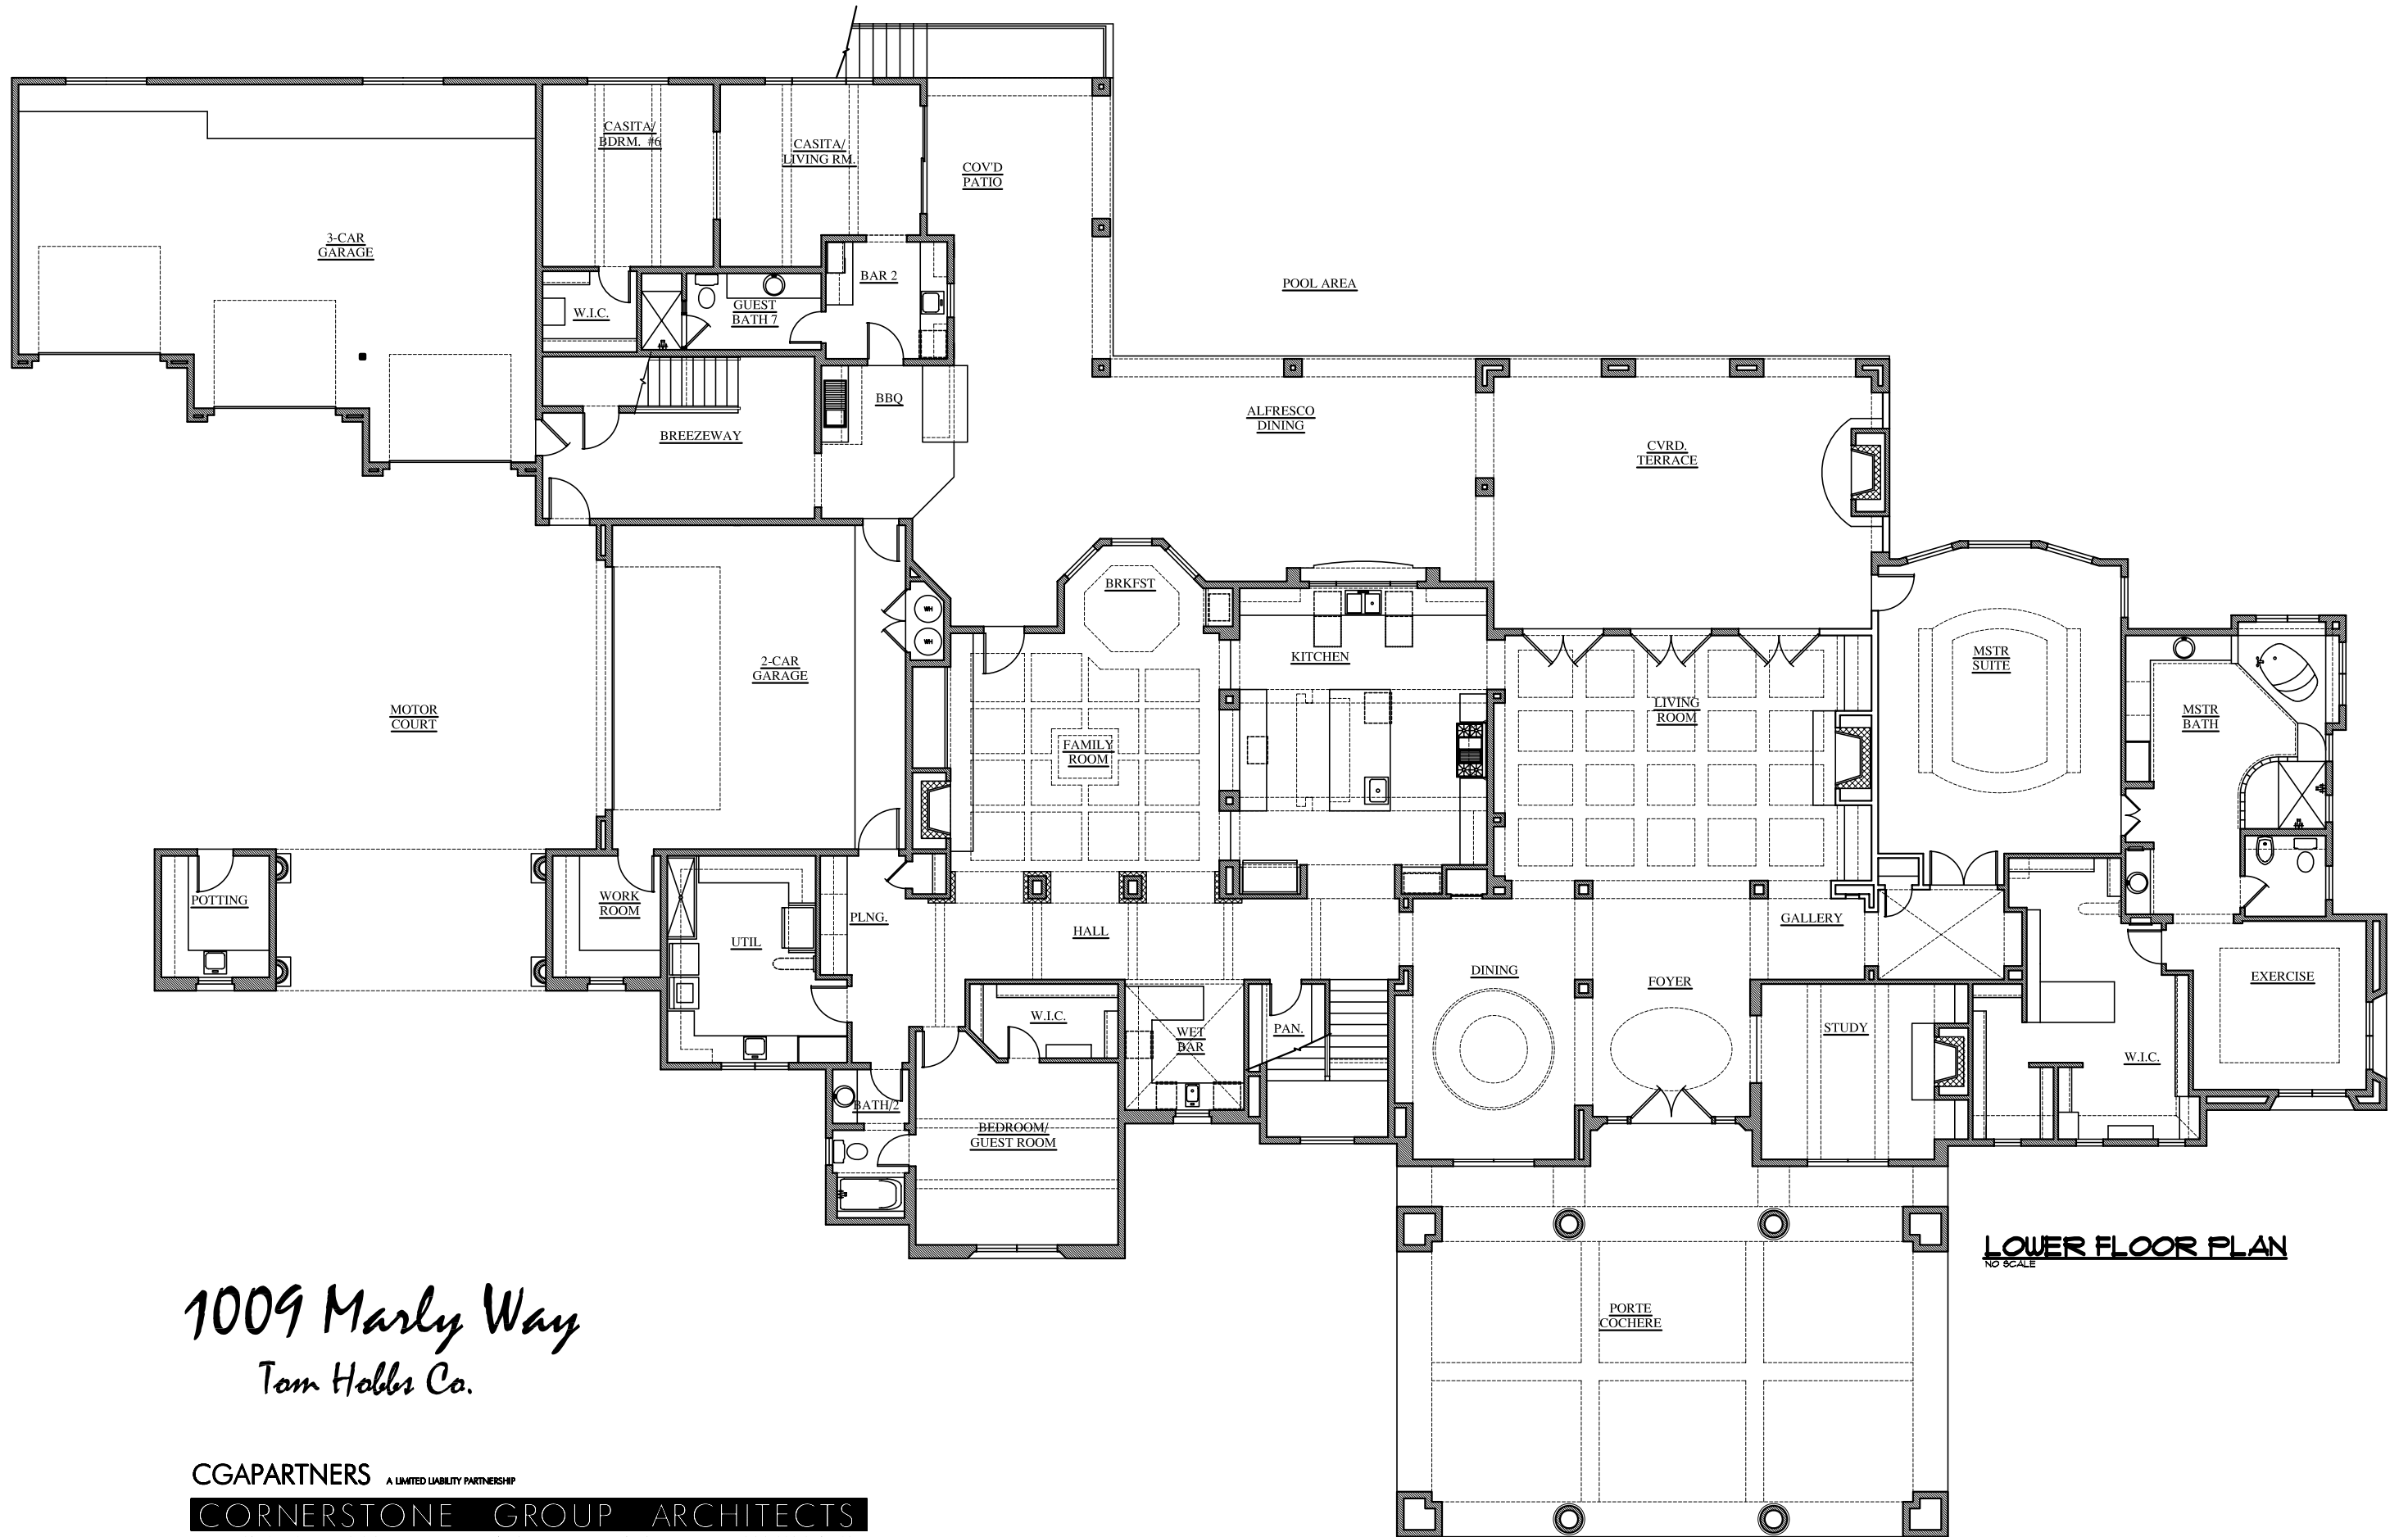 CASITA/
BDRM. #6
CASITA/
LIVING RM.
COV'D
PATIO
3-CAR
GARAGE
BAR 2
POOL AREA
W.I.C.
GUEST
BATH 7
BBQ
BREEZEWAY
ALFRESCO
DINING
CVRD.
TERRACE
BRKFST
WH
WH
2-CAR
GARAGE
KITCHEN
MSTR
SUITE
MOTOR
COURT
FAMILY
ROOM
LIVING
ROOM
MSTR
BATH
POTTING
WORK
ROOM
UTIL
PLNG.
HALL
GALLERY
DINING
FOYER
EXERCISE
W.I.C.
WET
BAR
PAN.
STUDY
W.I.C.
BATH/2
BEDROOM/
GUEST ROOM
LOWER FLOOR PLAN
NO SCALE
PORTE
COCHERE
1009 Marly Way
Tom Hobbs Co.
CGAPARTNERS A LIMITED LIABILITY PARTNERSHIP
CORNERSTONE GROUP ARCHITECTS